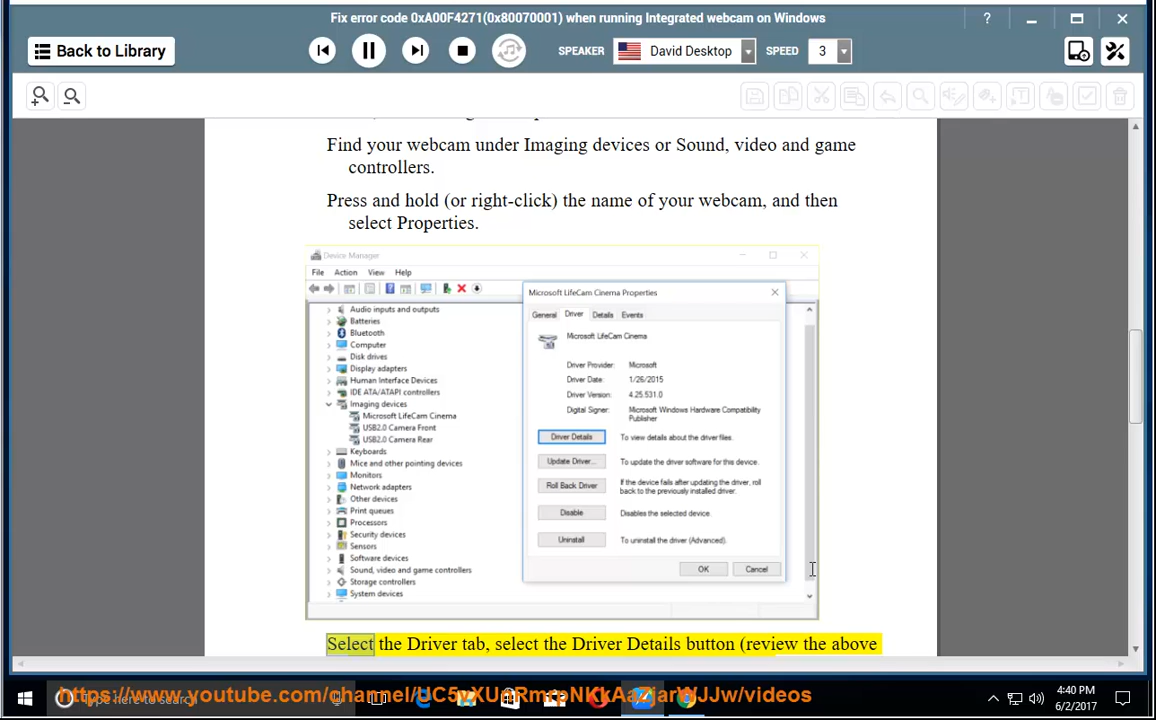 Fix error code 0xA00F4271(0x80070001) when running Integrated webcam on Windows
Back to Library
SPEAKER
David Desktop
SPEED
3
Find your webcam under Imaging devices or Sound, video and game
controllers.
Press and hold (or right-click) the name of your webcam, and then
select Properties.
Device Manager
File Action View Help
Audio inputs and outputs
Batteries
Bluetooth
Computer
Disk drives
Display adapters
Human Interface Devices
IDE ATA/ATAPI controllers
Imaging devices
Microsoft LifeCam Cinema
USB2.0 Camera Front
USB2.0 Camera Rear
Keyboards
Mice and other pointing devices
Monitors
Network adapters
Other devices
Print queues
Processors
Security devices
Sensors
Software devices
Sound, video and game controllers
Storage controllers
System devices
Microsoft LifeCam Cinema Properties
General Driver Details Events
Microsoft LifeCam Cinema
Driver Provider: Microsoft
Driver Date: 1/26/2015
Driver Version: 4.25.531.0
Digital Signer: Microsoft Windows Hardware Compatibility
Publisher
Driver Details To view details about the driver files.
Update Driver... To update the driver software for this device.
Roll Back Driver If the device fails after updating the driver, roll
back to the previously installed driver.
Disable Disables the selected device.
Uninstall To uninstall the driver (Advanced).
OK Cancel
Select the Driver tab, select the Driver Details button (review the above
Type here to search
4:40 PM
6/2/2017